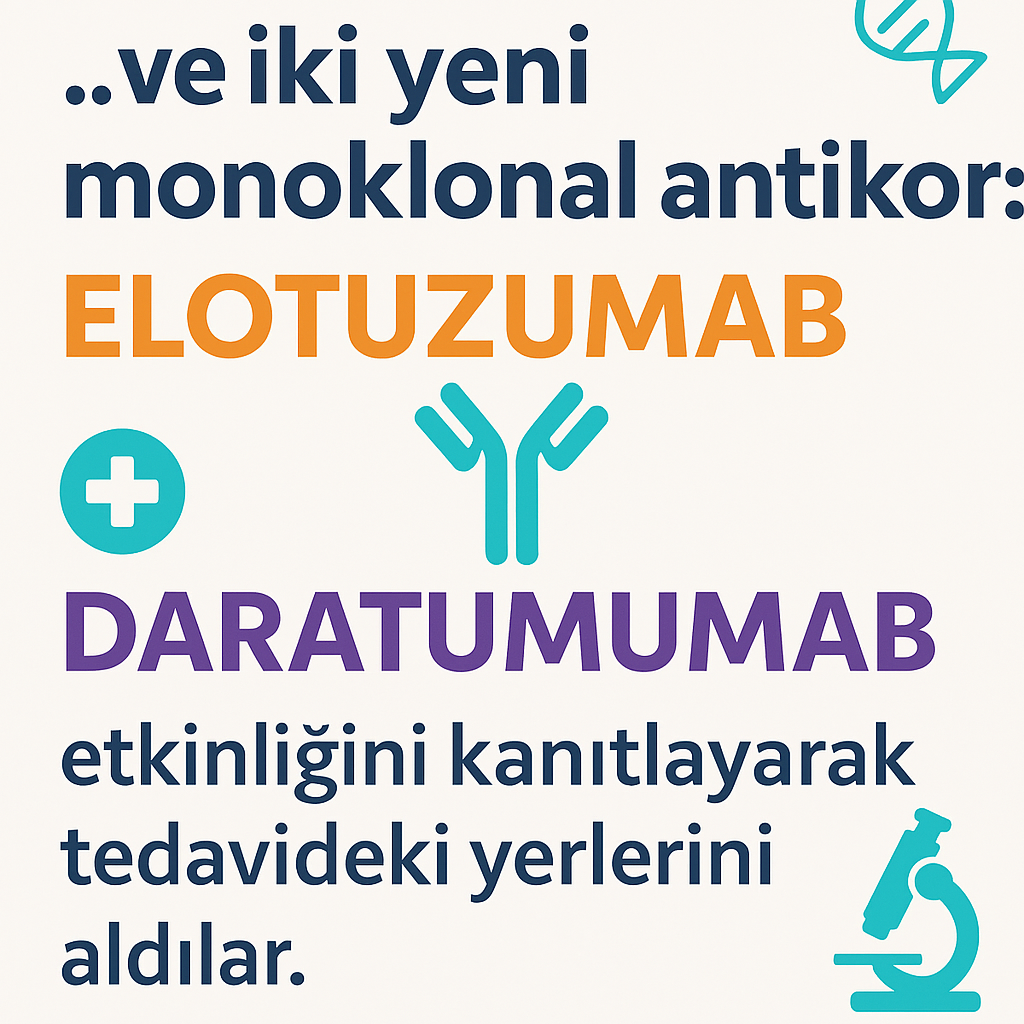 ..ve iki yeni
monoklonal antikor:
ELOTUZUMAB
DARATUMUMAB
etkinliğini kanıtlayarak
tedavideki yerlerini
aldılar.